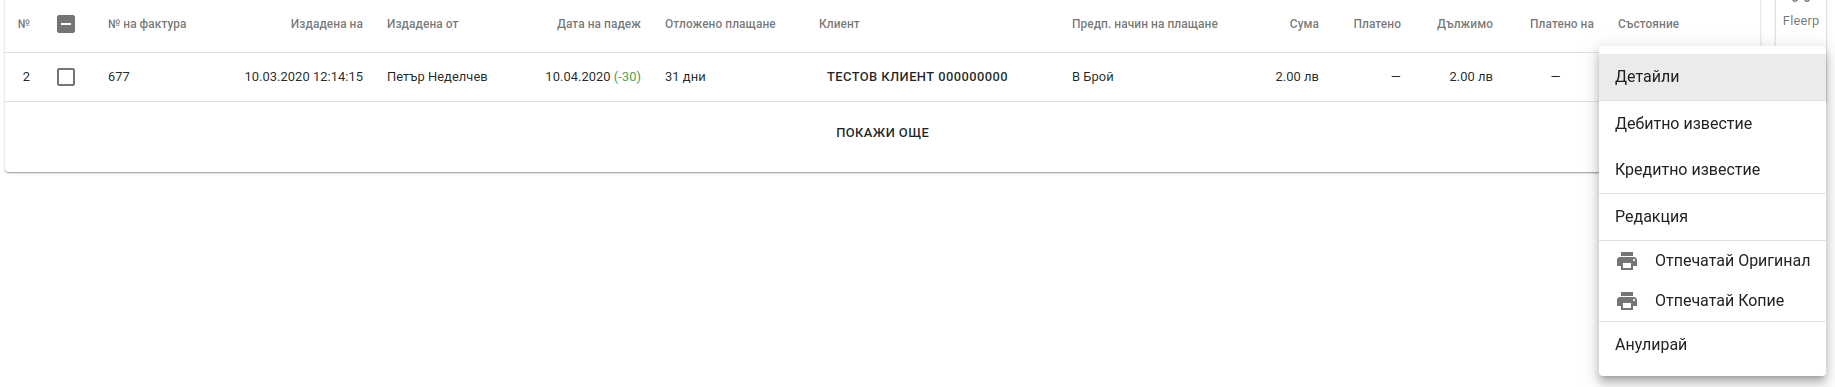 № № на фактура Издадена на Издадена от Дата на падеж Отложено плащане Клиент Предп. начин на плащане Сума Платено Дължимо Платено на Състояние
Fleerp
2 677 10.03.2020 12:14:15 Петър Неделчев 10.04.2020 (-30) 31 дни ТЕСТОВ КЛИЕНТ 000000000 В Брой 2.00 лв — 2.00 лв —
ПОКАЖИ ОЩЕ
Детайли
Дебитно известие
Кредитно известие
Редакция
Отпечатай Оригинал
Отпечатай Копие
Анулирай